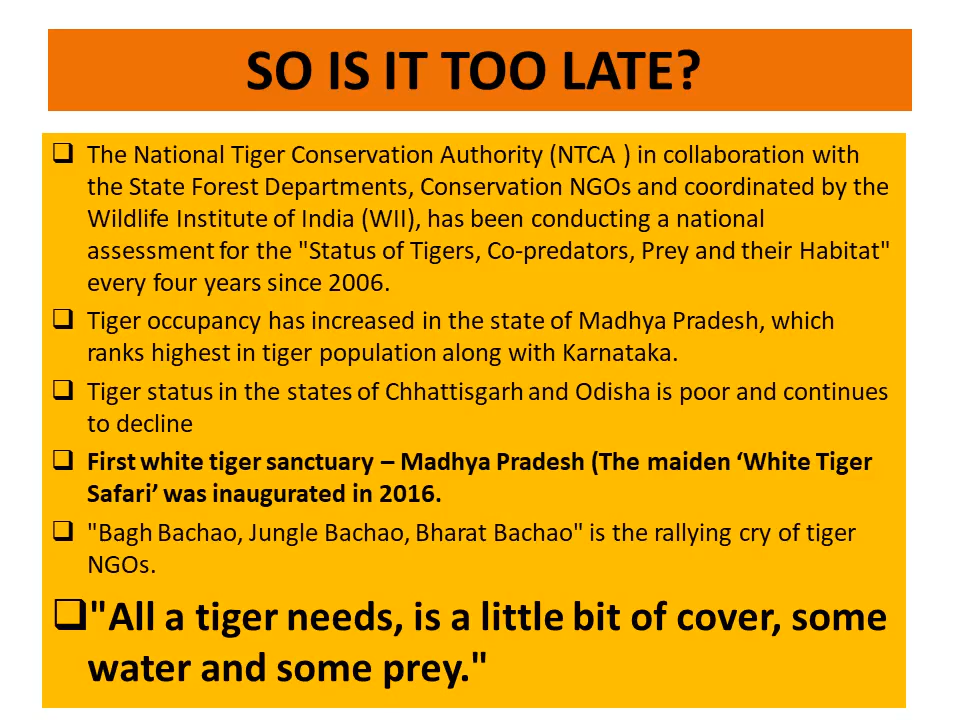 SO IS IT TOO LATE?
❑ The National Tiger Conservation Authority (NTCA ) in collaboration with
the State Forest Departments, Conservation NGOs and coordinated by the
Wildlife Institute of India (WII), has been conducting a national
assessment for the "Status of Tigers, Co-predators, Prey and their Habitat"
every four years since 2006.
❑ Tiger occupancy has increased in the state of Madhya Pradesh, which
ranks highest in tiger population along with Karnataka.
❑ Tiger status in the states of Chhattisgarh and Odisha is poor and continues
to decline
❑ First white tiger sanctuary – Madhya Pradesh (The maiden ‘White Tiger
Safari’ was inaugurated in 2016.
❑ "Bagh Bachao, Jungle Bachao, Bharat Bachao" is the rallying cry of tiger
NGOs.
❑"All a tiger needs, is a little bit of cover, some
water and some prey."